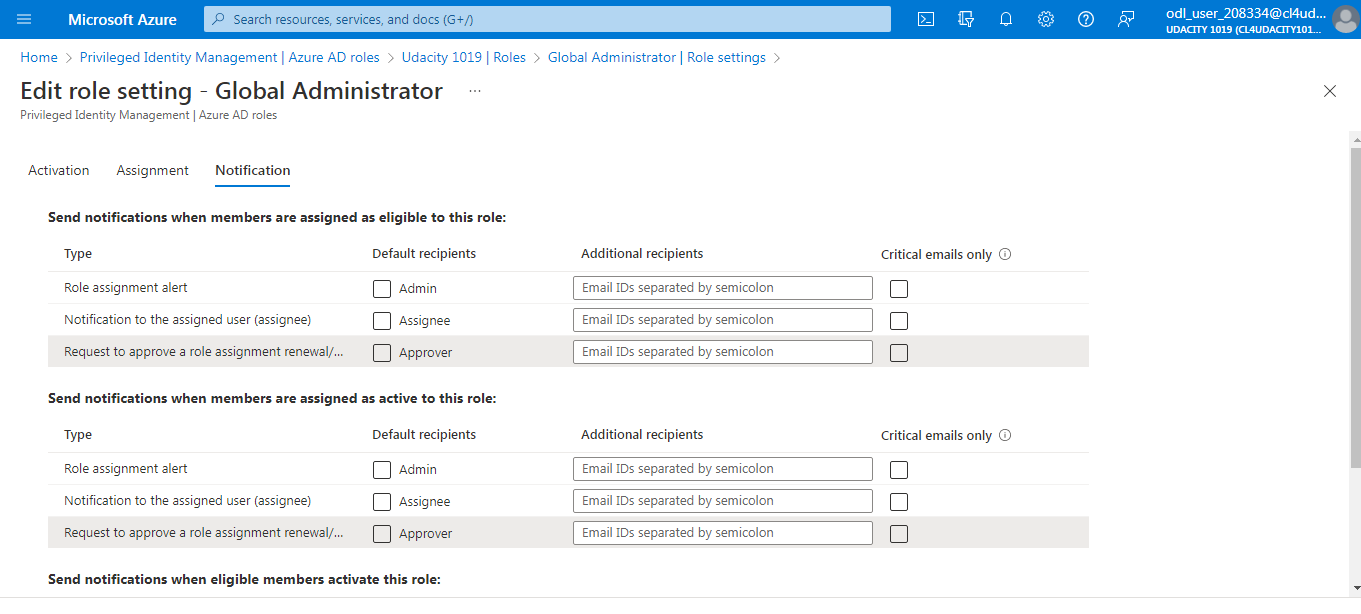 Microsoft Azure
Search resources, services, and docs (G+/)
odl_user_208334@cl4ud...
UDACITY 1019 (CL4UDACITY101...
Home > Privileged Identity Management | Azure AD roles > Udacity 1019 | Roles > Global Administrator | Role settings >
Edit role setting - Global Administrator ...
Privileged Identity Management | Azure AD roles
Activation Assignment Notification
Send notifications when members are assigned as eligible to this role:
Type Default recipients Additional recipients Critical emails only
Role assignment alert Admin Email IDs separated by semicolon
Notification to the assigned user (assignee) Assignee Email IDs separated by semicolon
Request to approve a role assignment renewal/... Approver Email IDs separated by semicolon
Send notifications when members are assigned as active to this role:
Type Default recipients Additional recipients Critical emails only
Role assignment alert Admin Email IDs separated by semicolon
Notification to the assigned user (assignee) Assignee Email IDs separated by semicolon
Request to approve a role assignment renewal/... Approver Email IDs separated by semicolon
Send notifications when eligible members activate this role: